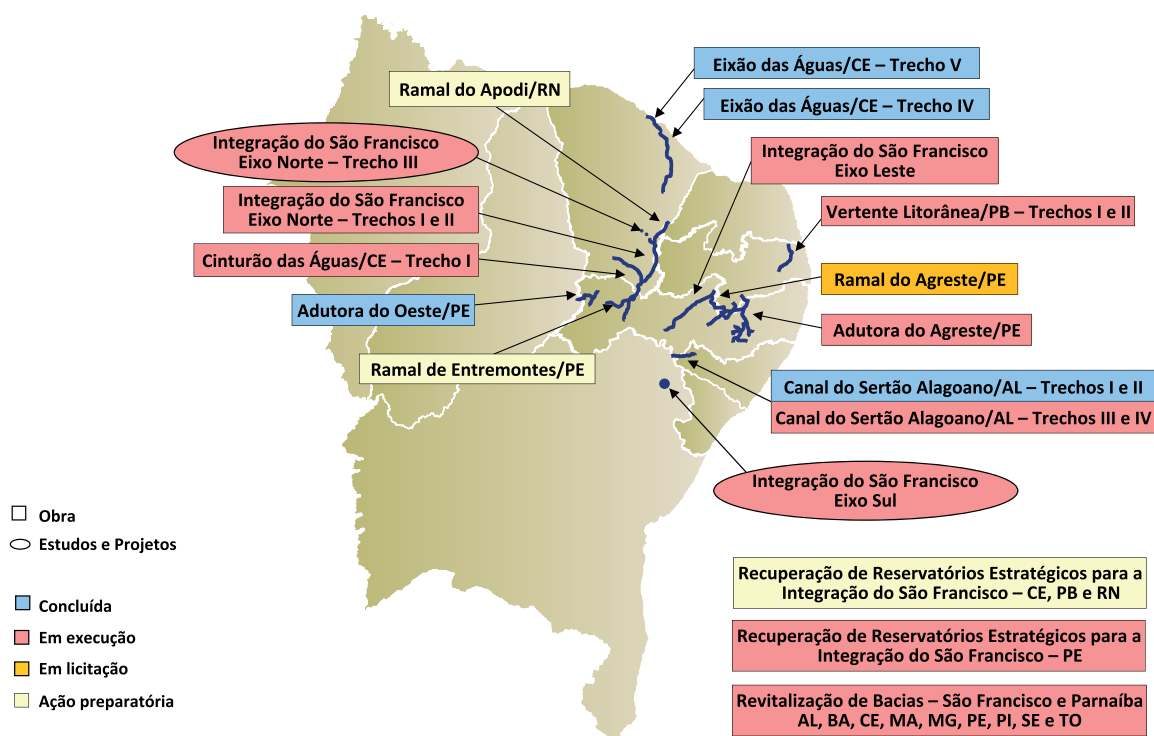 Eixão das Águas/CE – Trecho V
Ramal do Apodi/RN
Eixão das Águas/CE – Trecho IV
Integração do São Francisco
Eixo Norte – Trecho III
Integração do São Francisco
Eixo Leste
Integração do São Francisco
Eixo Norte – Trechos I e II
Vertente Litorânea/PB – Trechos I e II
Cinturão das Águas/CE – Trecho I
Ramal do Agreste/PE
Adutora do Oeste/PE
Adutora do Agreste/PE
Ramal de Entremontes/PE
Canal do Sertão Alagoano/AL – Trechos I e II
Canal do Sertão Alagoano/AL – Trechos III e IV
Integração do São Francisco
Eixo Sul
Obra
Estudos e Projetos
Concluída
Em execução
Em licitação
Ação preparatória
Recuperação de Reservatórios Estratégicos para a
Integração do São Francisco – CE, PB e RN
Recuperação de Reservatórios Estratégicos para a
Integração do São Francisco – PE
Revitalização de Bacias – São Francisco e Parnaíba
AL, BA, CE, MA, MG, PE, PI, SE e TO